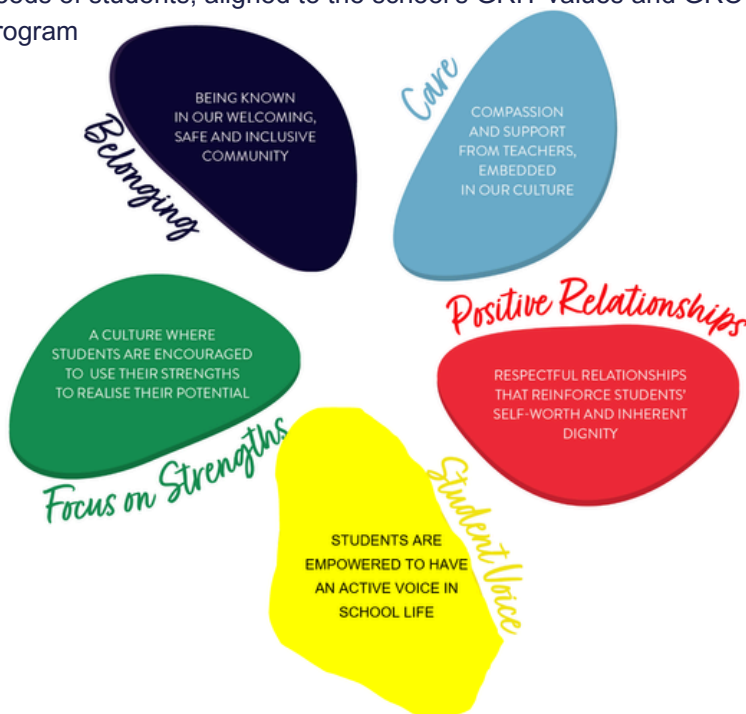 of students, aligned to the school's GRIT values and
rogram
Belonging
BEING KNOWN
IN OUR WELCOMING,
SAFE AND INCLUSIVE
COMMUNITY
Care
COMPASSION
AND SUPPORT
FROM TEACHERS,
EMBEDDED
IN OUR CULTURE
Positive Relationships
RESPECTFUL RELATIONSHIPS
THAT REINFORCE STUDENTS'
SELF-WORTH AND INHERENT
DIGNITY
A CULTURE WHERE
STUDENTS ARE ENCOURAGED
TO USE THEIR STRENGTHS
TO REALISE THEIR POTENTIAL
Focus on Strengths
Student Voice
STUDENTS ARE
EMPOWERED TO HAVE
AN ACTIVE VOICE IN
SCHOOL LIFE